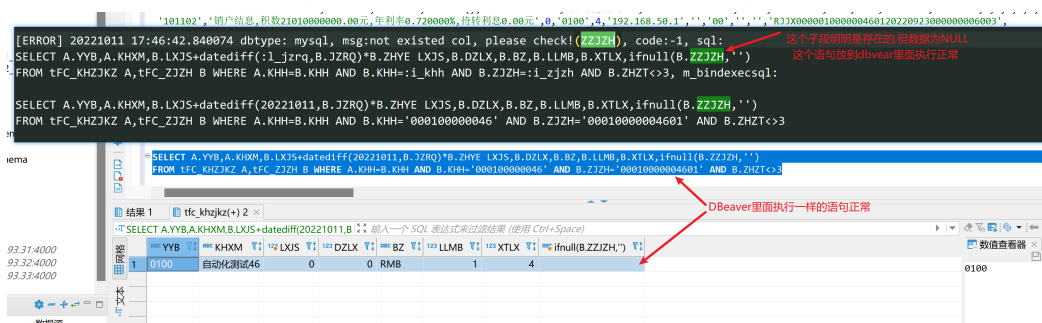 '101102','销户结息,积数21010000000.00元,年利率0.720000%,待转利息0.00元',0,'0100',4,'192.168.50.1','','00','','','RJJX000001000000460120220923000000006003',
[ERROR] 20221011 17:46:42.840074 dbtype: mysql, msg:not existed col, please check!(ZZJZH), code:-1, sql:
这个子段明明是存在的.但数据为NULL
SELECT A.YYB,A.KHXM,B.LXJS+datediff(:l_jzrq,B.JZRQ)*B.ZHYE LXJS,B.DZLX,B.BZ,B.LLMB,B.XTLX,ifnull(B.ZZJZH,'')
这个语句放到dbvear里面执行正常
FROM tFC_KHZJKZ A,tFC_ZJZH B WHERE A.KHH=B.KHH AND B.KHH=:i_khh AND B.ZJZH=:i_zjzh AND B.ZHZT<>3, m_bindexecsql:
SELECT A.YYB,A.KHXM,B.LXJS+datediff(20221011,B.JZRQ)*B.ZHYE LXJS,B.DZLX,B.BZ,B.LLMB,B.XTLX,ifnull(B.ZZJZH,'')
FROM tFC_KHZJKZ A,tFC_ZJZH B WHERE A.KHH=B.KHH AND B.KHH='000100000046' AND B.ZJZH='00010000004601' AND B.ZHZT<>3
ema
SELECT A.YYB,A.KHXM,B.LXJS+datediff(20221011,B.JZRQ)*B.ZHYE LXJS,B.DZLX,B.BZ,B.LLMB,B.XTLX,ifnull(B.ZZJZH,'')
FROM tFC_KHZJKZ A,tFC_ZJZH B WHERE A.KHH=B.KHH AND B.KHH='000100000046' AND B.ZJZH='00010000004601' AND B.ZHZT<>3
DBeaver里面执行一样的语句正常
结果 1 tfc_khzjkz(+) 2
SELECT A.YYB,A.KHXM,B.LXJS+datediff(20221011,B 输入一个 SQL 表达式来过滤结果 (使用 Ctrl+Space)
93.31:4000
93.32:4000
93.33:4000
网格
ABC YYB ABC KHXM 123 LXJS 123 DZLX ABC BZ 123 LLMB 123 XTLX ABC ifnull(B.ZZJZH,'')
数值查看器
1 0100 自动化测试46 0 0 RMB 1 4
0100
文本